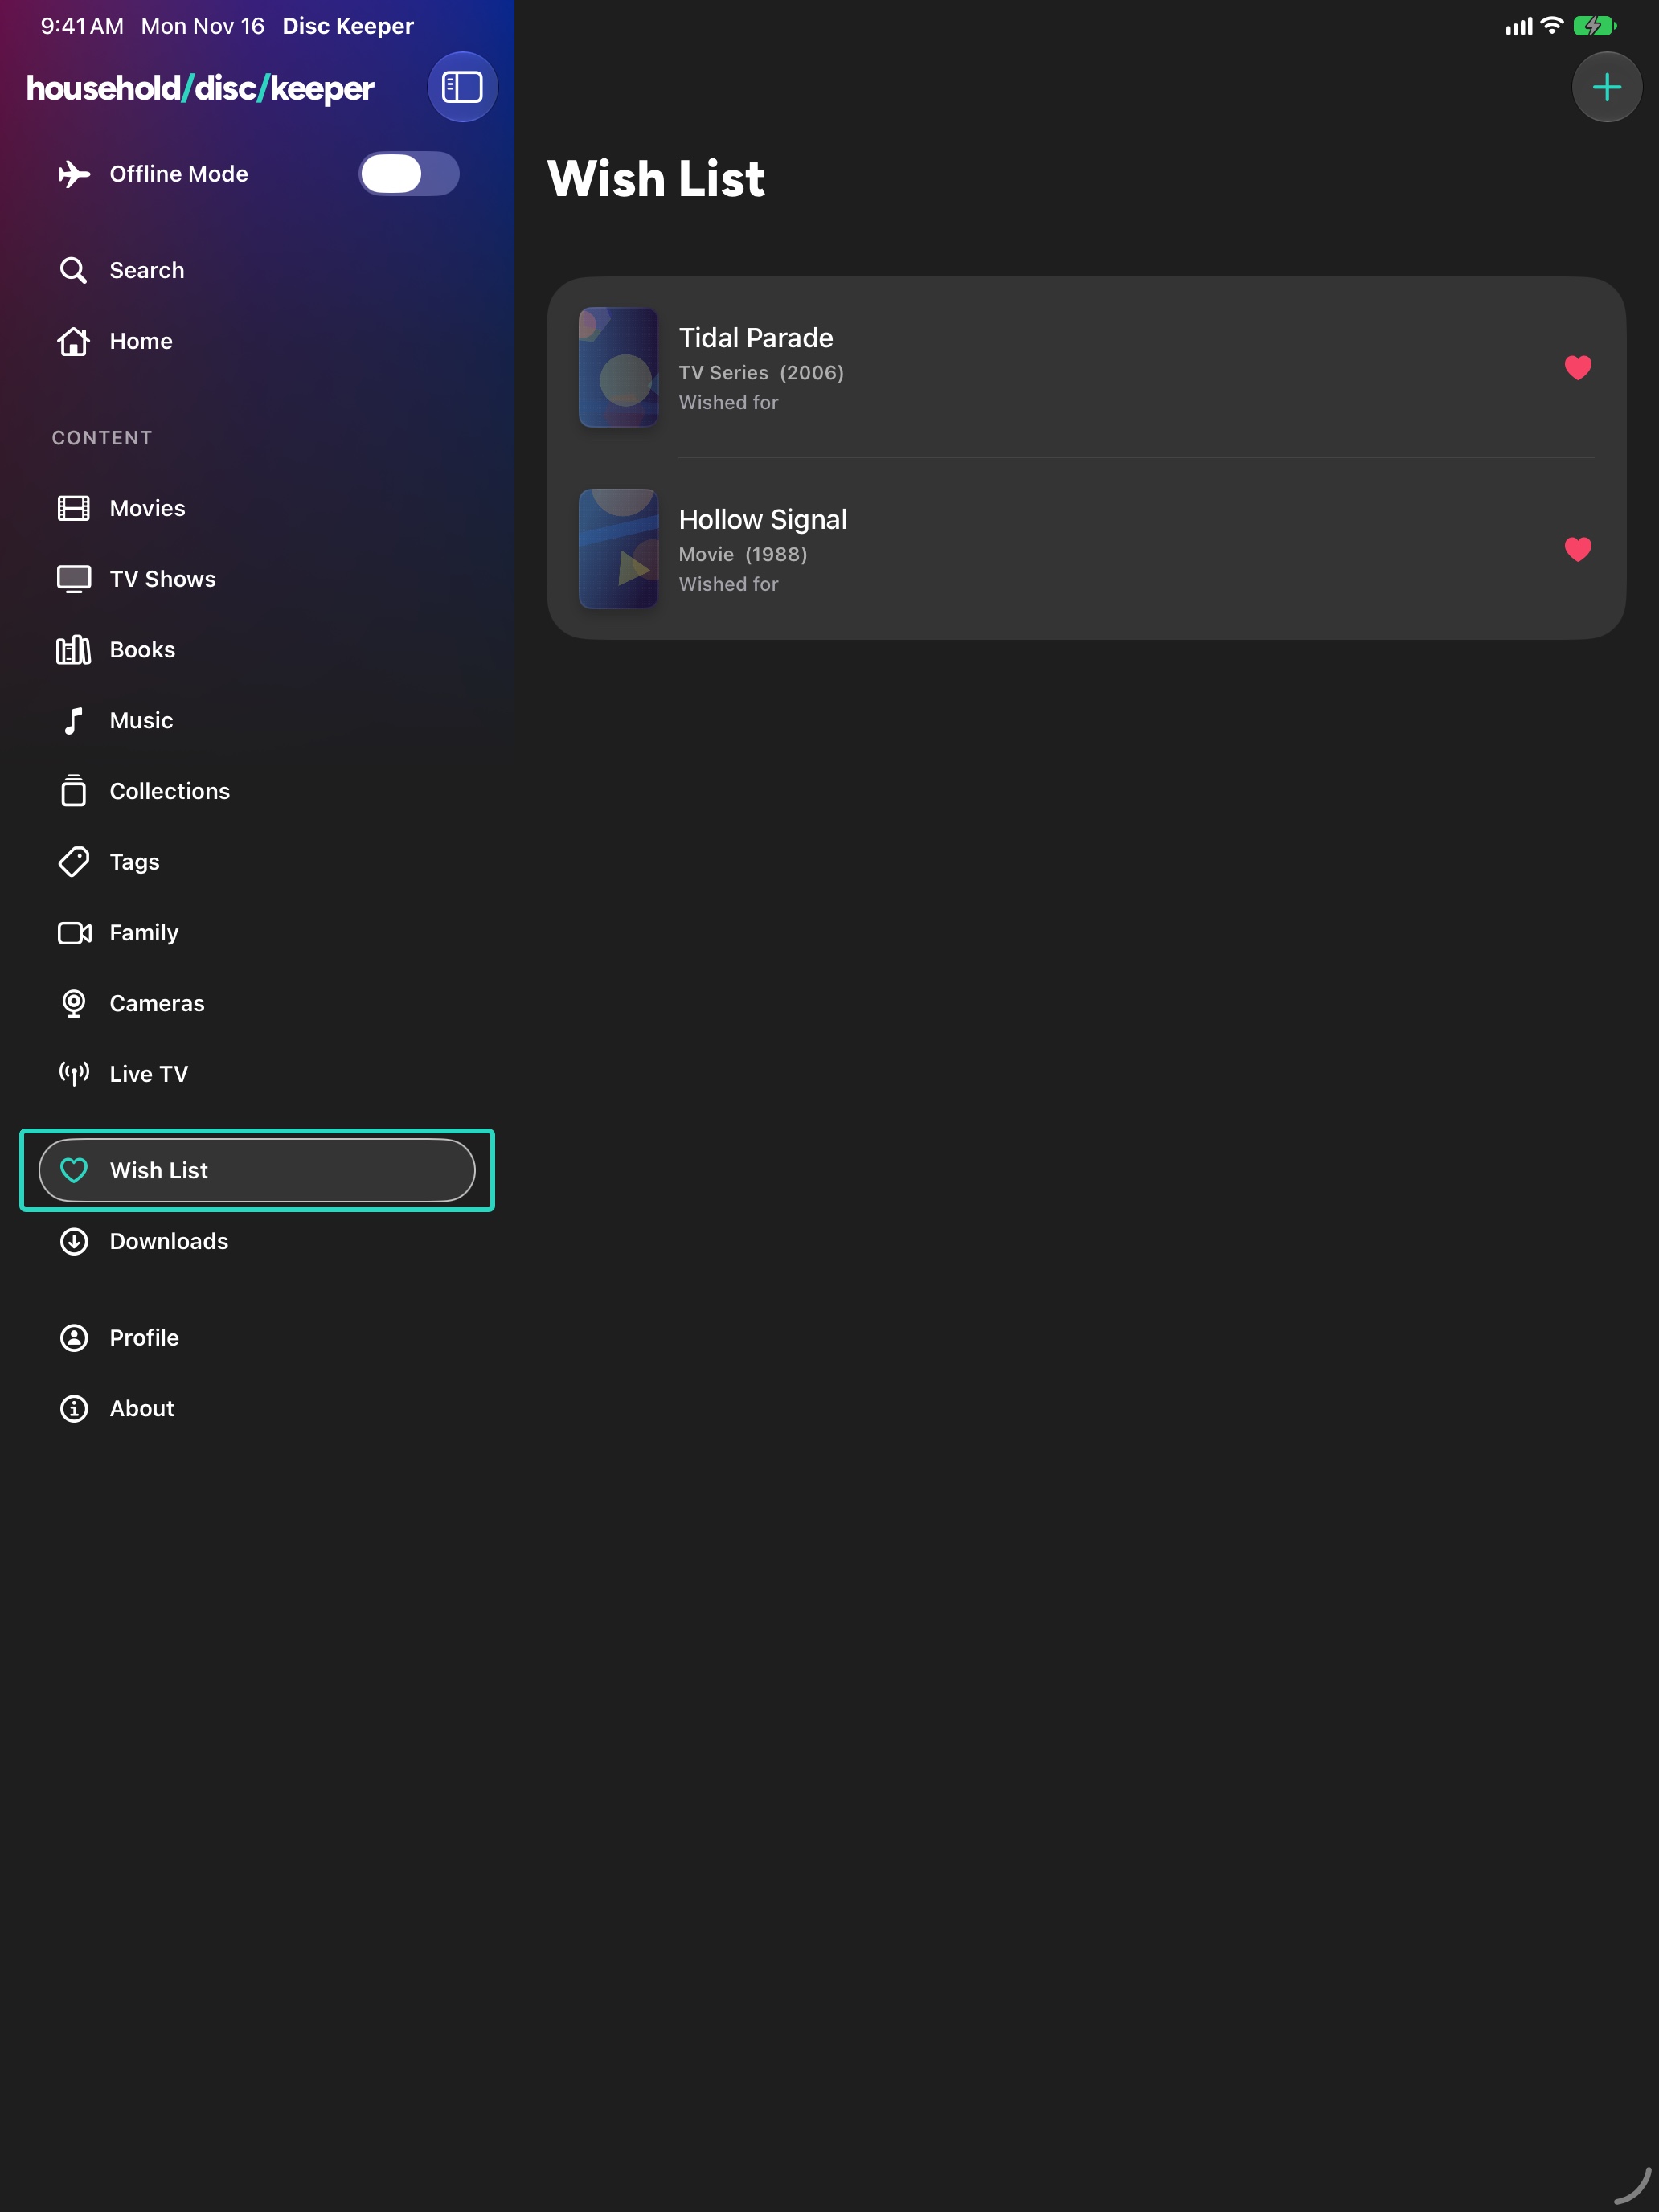 9:41 AM Mon Nov 16 Disc Keeper
household/disc/keeper
Offline Mode
Search
Home
CONTENT
Movies
TV Shows
Books
Music
Collections
Tags
Family
Cameras
Live TV
Wish List
Downloads
Profile
About
Wish List
Tidal Parade
TV Series (2006)
Wished for
Hollow Signal
Movie (1988)
Wished for